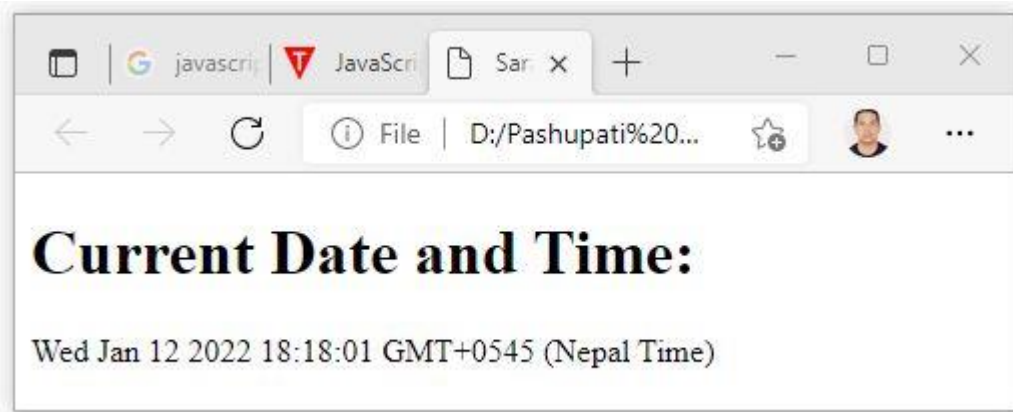 javascrip
JavaScri
Sar
File | D:/Pashupati%20...
Current Date and Time:
Wed Jan 12 2022 18:18:01 GMT+0545 (Nepal Time)